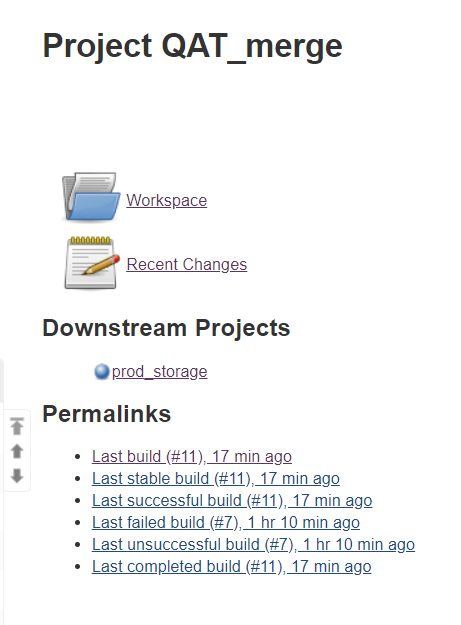 Project QAT_merge
Workspace
Recent Changes
Downstream Projects
prod_storage
Permalinks
Last build (#11), 17 min ago
Last stable build (#11), 17 min ago
Last successful build (#11), 17 min ago
Last failed build (#7), 1 hr 10 min ago
Last unsuccessful build (#7), 1 hr 10 min ago
Last completed build (#11), 17 min ago